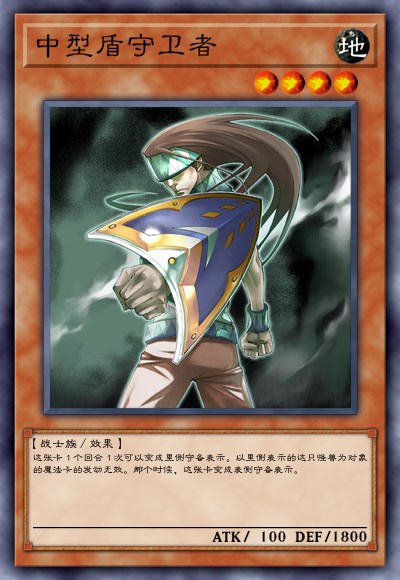 中型盾守卫者
地
【战士族／效果】
这张卡１个回合１次可以变成里侧守备表示。以里侧表示的这只怪兽为对象
的魔法卡的发动无效。那个时候，这张卡变成表侧守备表示。
ATK/ 100 DEF/1800